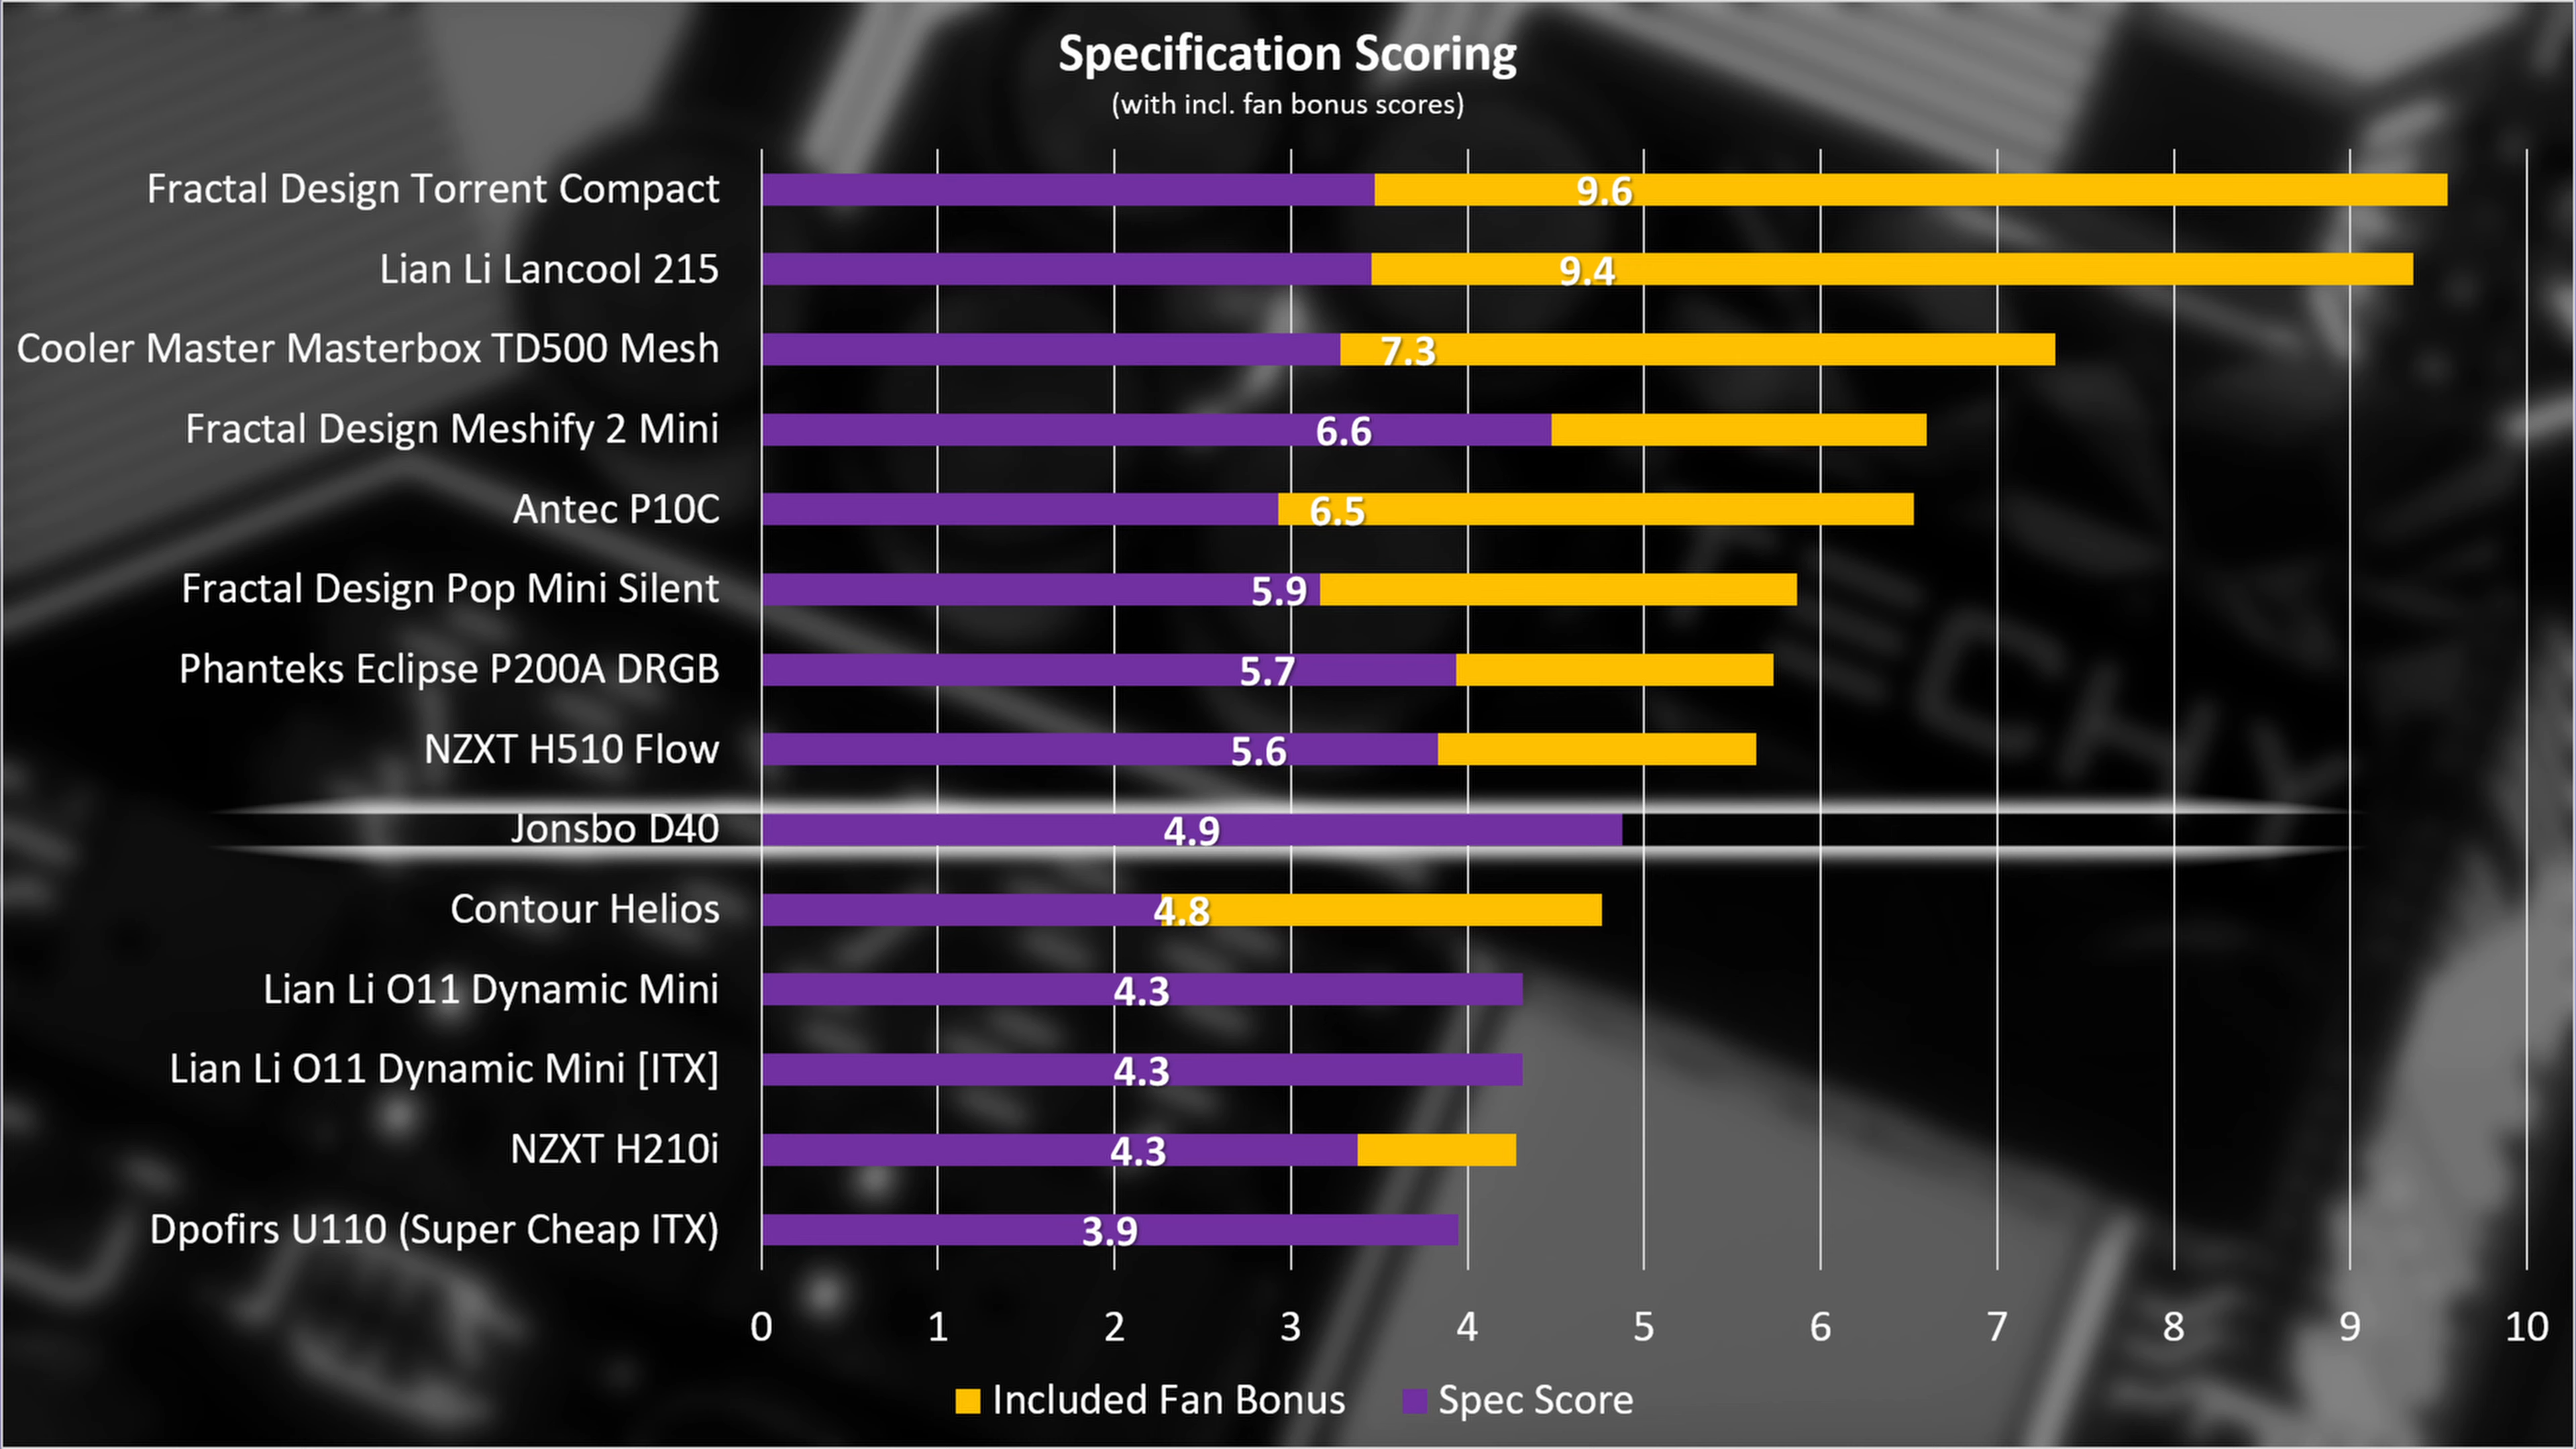 Specification Scoring
(with incl. fan bonus scores)
Fractal Design Torrent Compact 9.6
Lian Li Lancool 215 9.4
Cooler Master Masterbox TD500 Mesh 7.3
Fractal Design Meshify 2 Mini 6.6
Antec P10C 6.5
Fractal Design Pop Mini Silent 5.9
Phanteks Eclipse P200A DRGB 5.7
NZXT H510 Flow 5.6
Jonsbo D40 4.9
Contour Helios 4.8
Lian Li O11 Dynamic Mini 4.3
Lian Li O11 Dynamic Mini [ITX] 4.3
NZXT H210i 4.3
Dpofirs U110 (Super Cheap ITX) 3.9
0 1 2 3 4 5 6 7 8 9 10
Included Fan Bonus Spec Score
TECHY